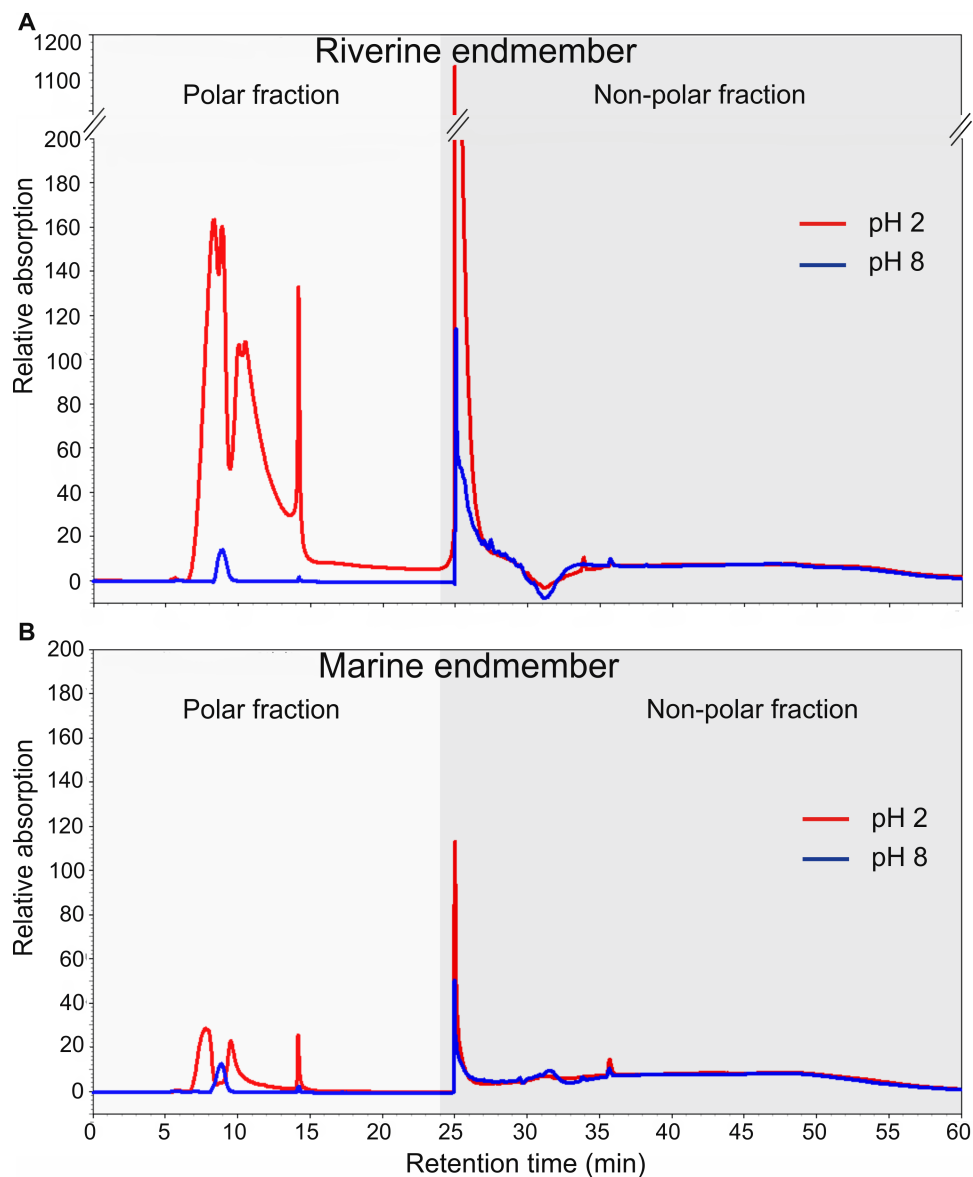 A
Riverine endmember
Polar fraction
Non-polar fraction
1200
1100
200
180
160
140
120
100
80
60
40
20
0
Relative absorption
pH 2
pH 8
B
Marine endmember
Polar fraction
Non-polar fraction
200
180
160
140
120
100
80
60
40
20
0
Relative absorption
pH 2
pH 8
0 5 10 15 20 25 30 35 40 45 50 55 60
Retention time (min)